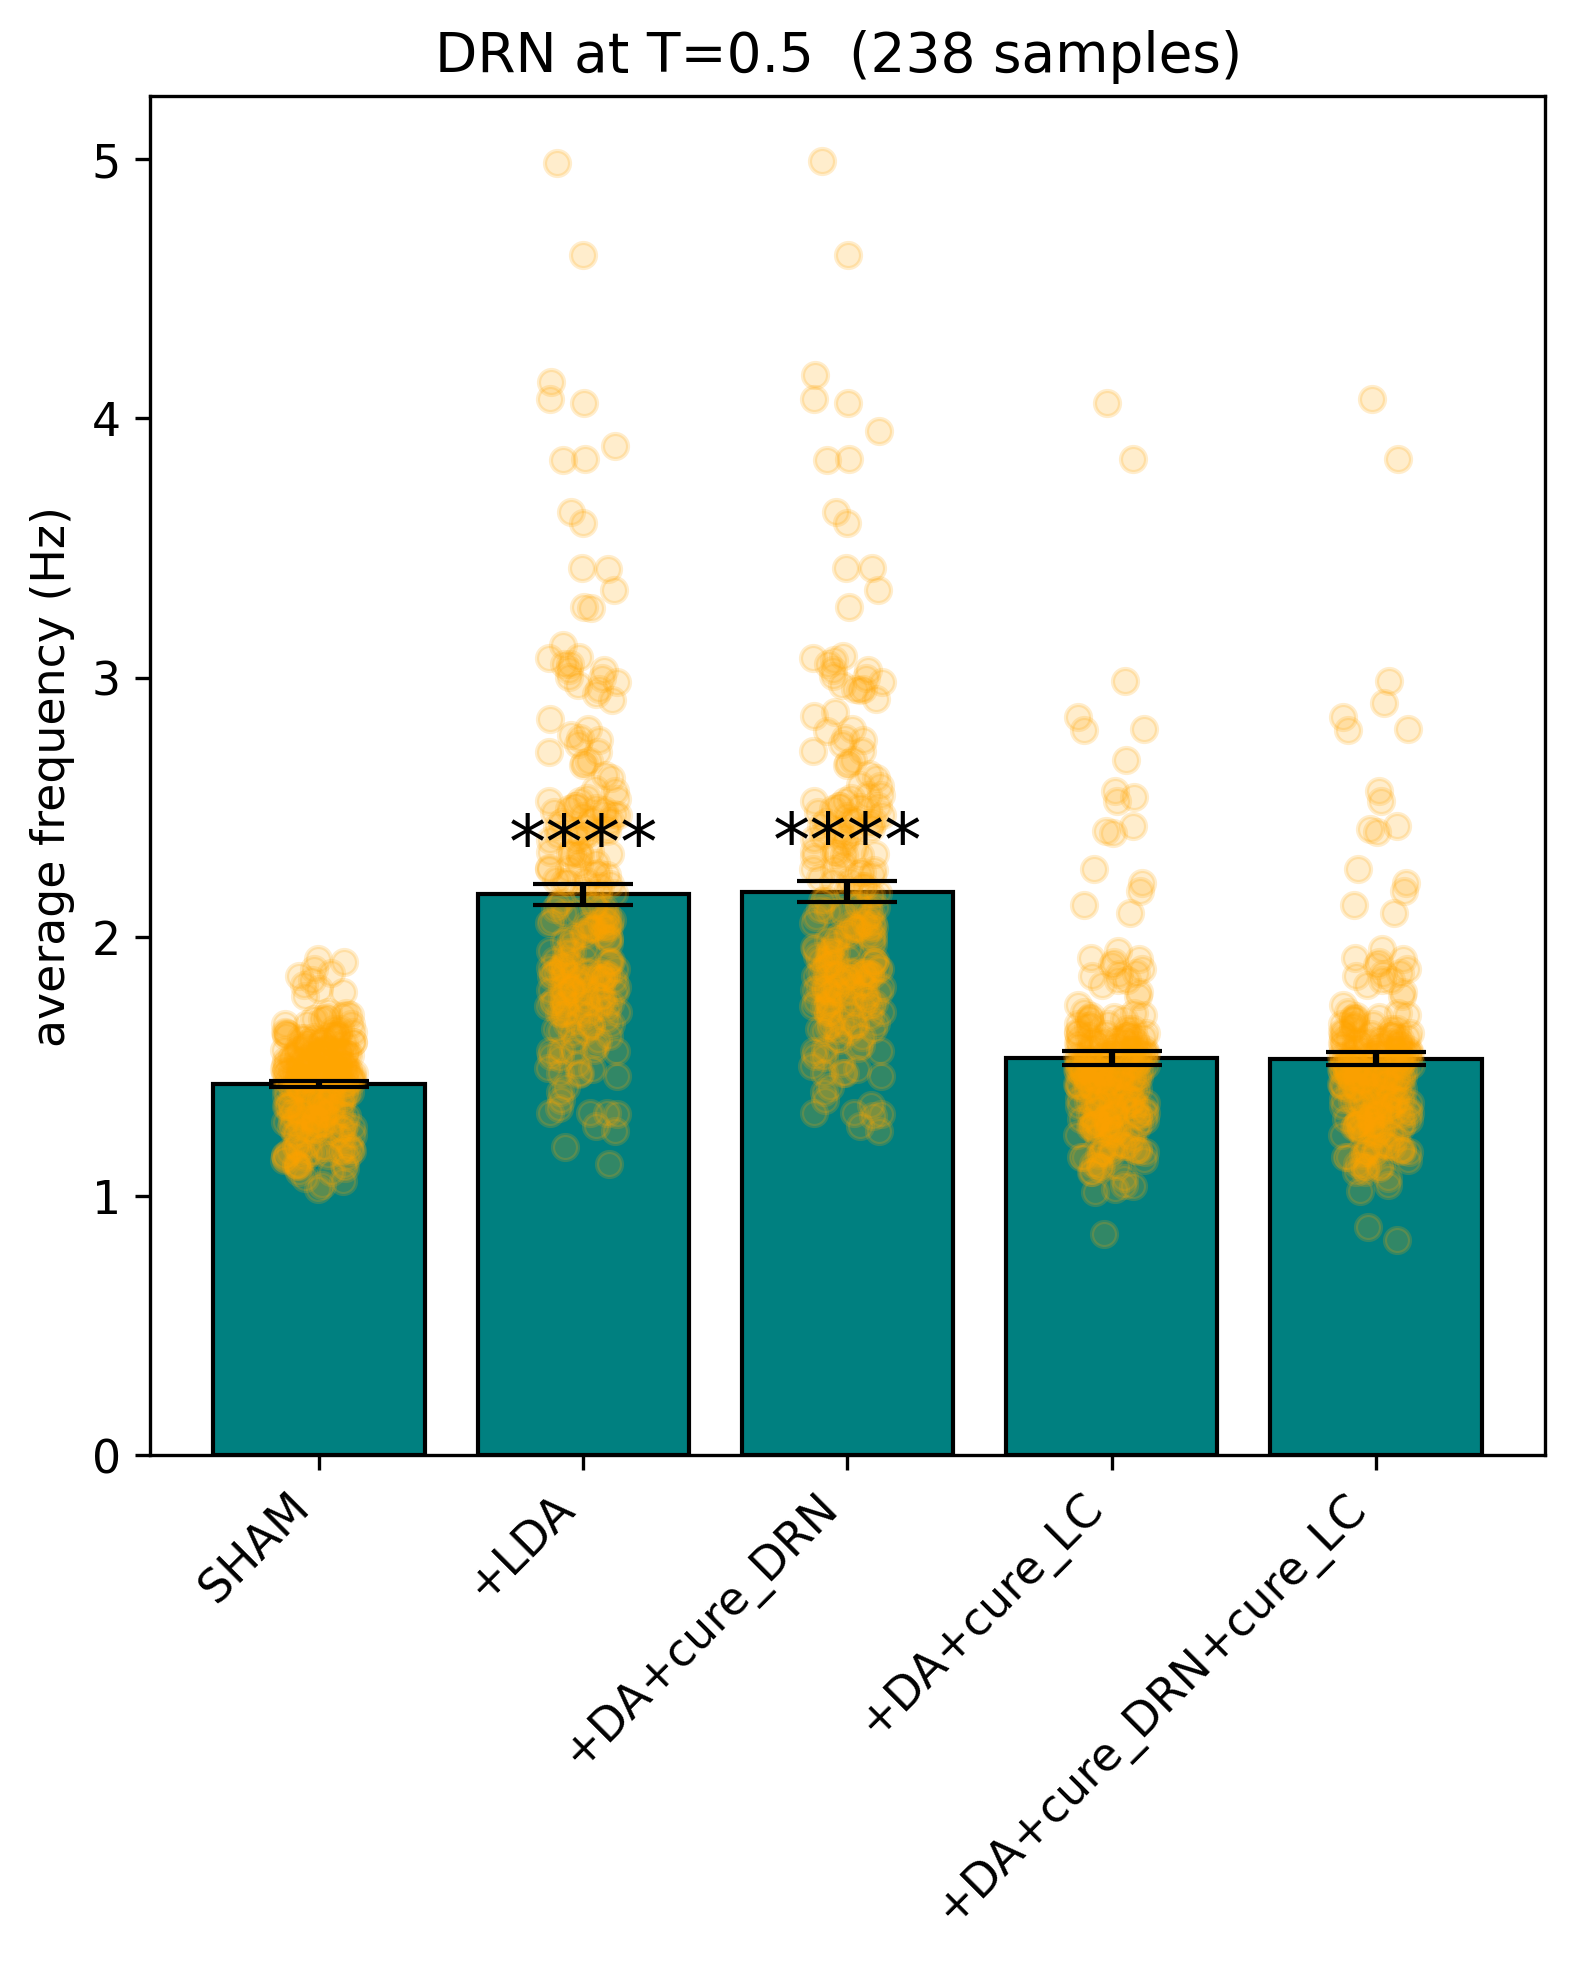 DRN at T=0.5  (238 samples)
average frequency (Hz)
5
4
3
2
1
0
****
****
SHAM
+LDA
+DA+cure_DRN
+DA+cure_LC
+DA+cure_DRN+cure_LC